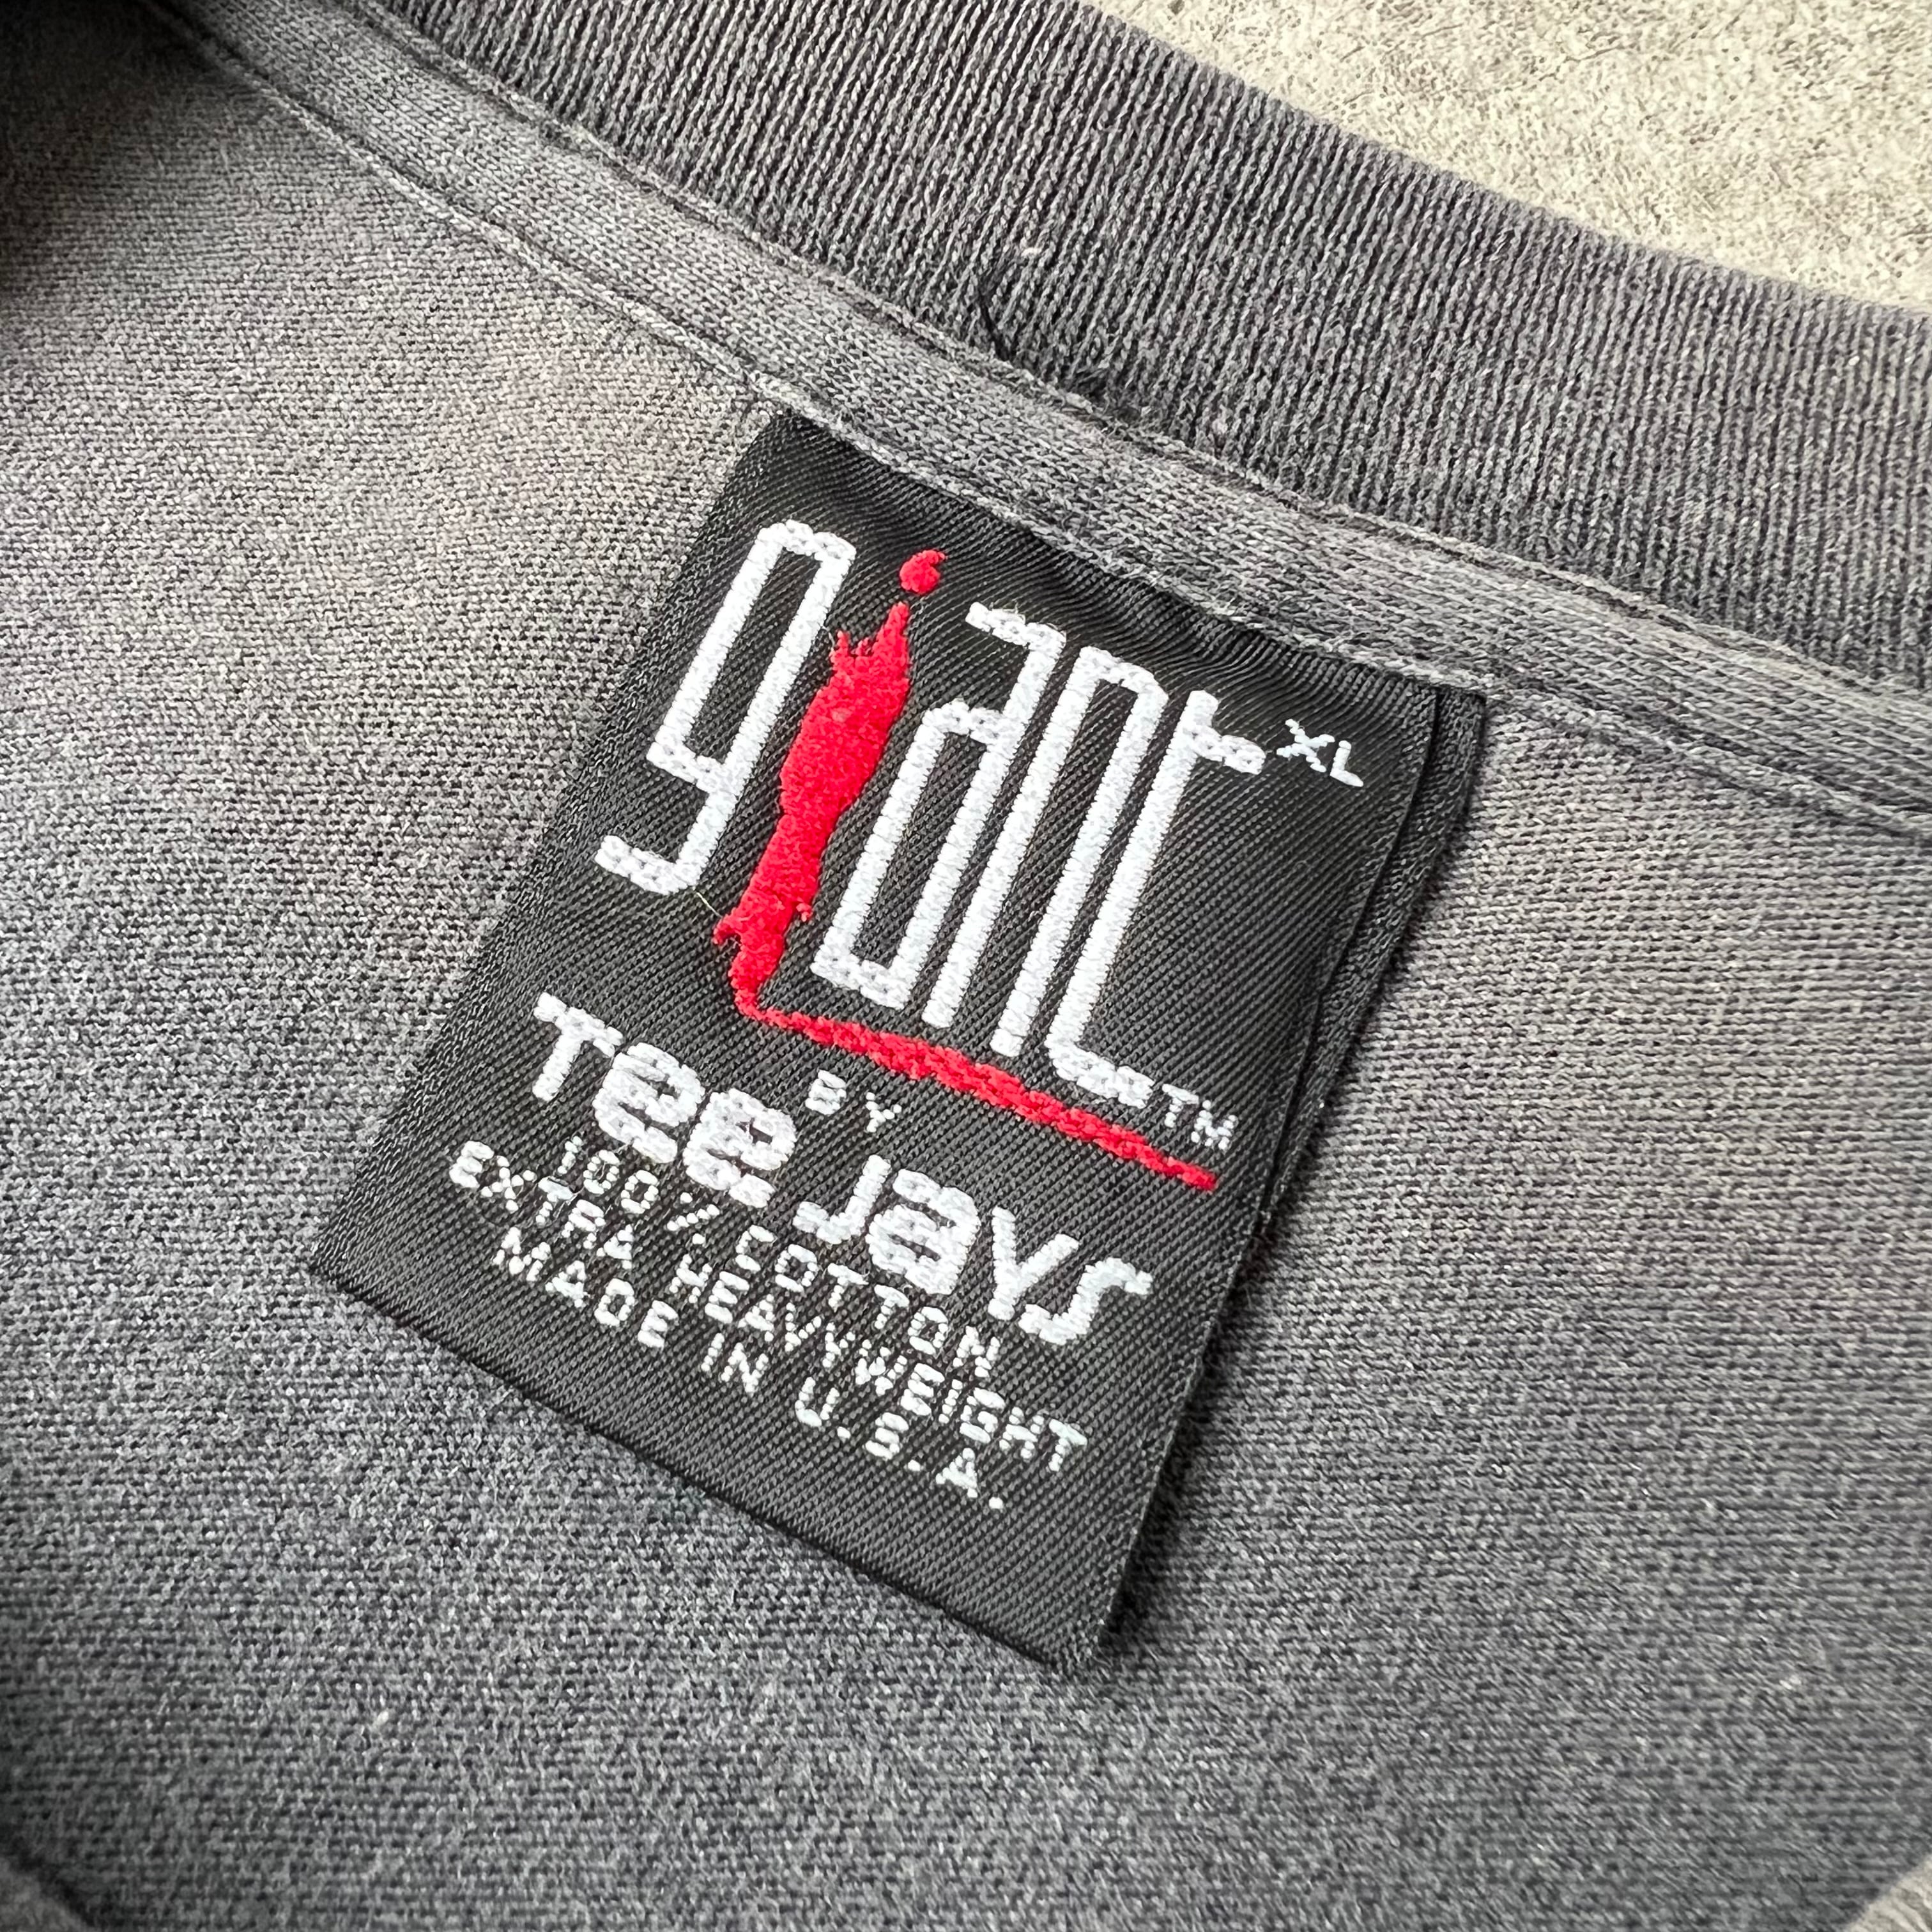 giant XL
TM
BY
Tee Jays
100% COTTON
EXTRA HEAVYWEIGHT
MADE IN U.S.A.